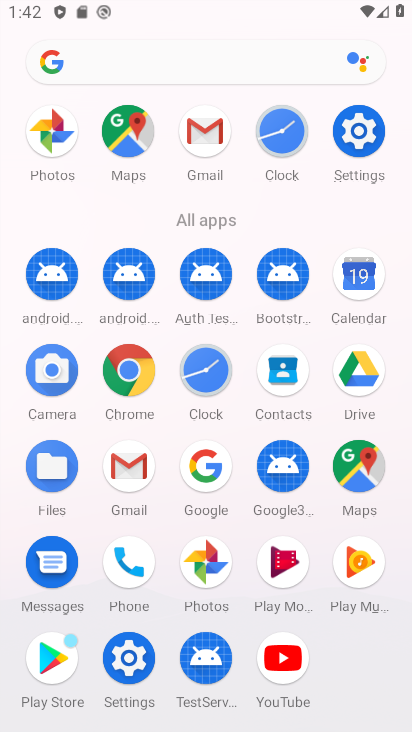 1:42
Photos Maps Gmail Clock Settings
All apps
android.... android.... Auth Tes... Bootstr... Calendar
19
Camera Chrome Clock Contacts Drive
Files Gmail Google Google3... Maps
Messages Phone Photos Play Mo... Play Mu...
Play Store Settings TestServ... YouTube